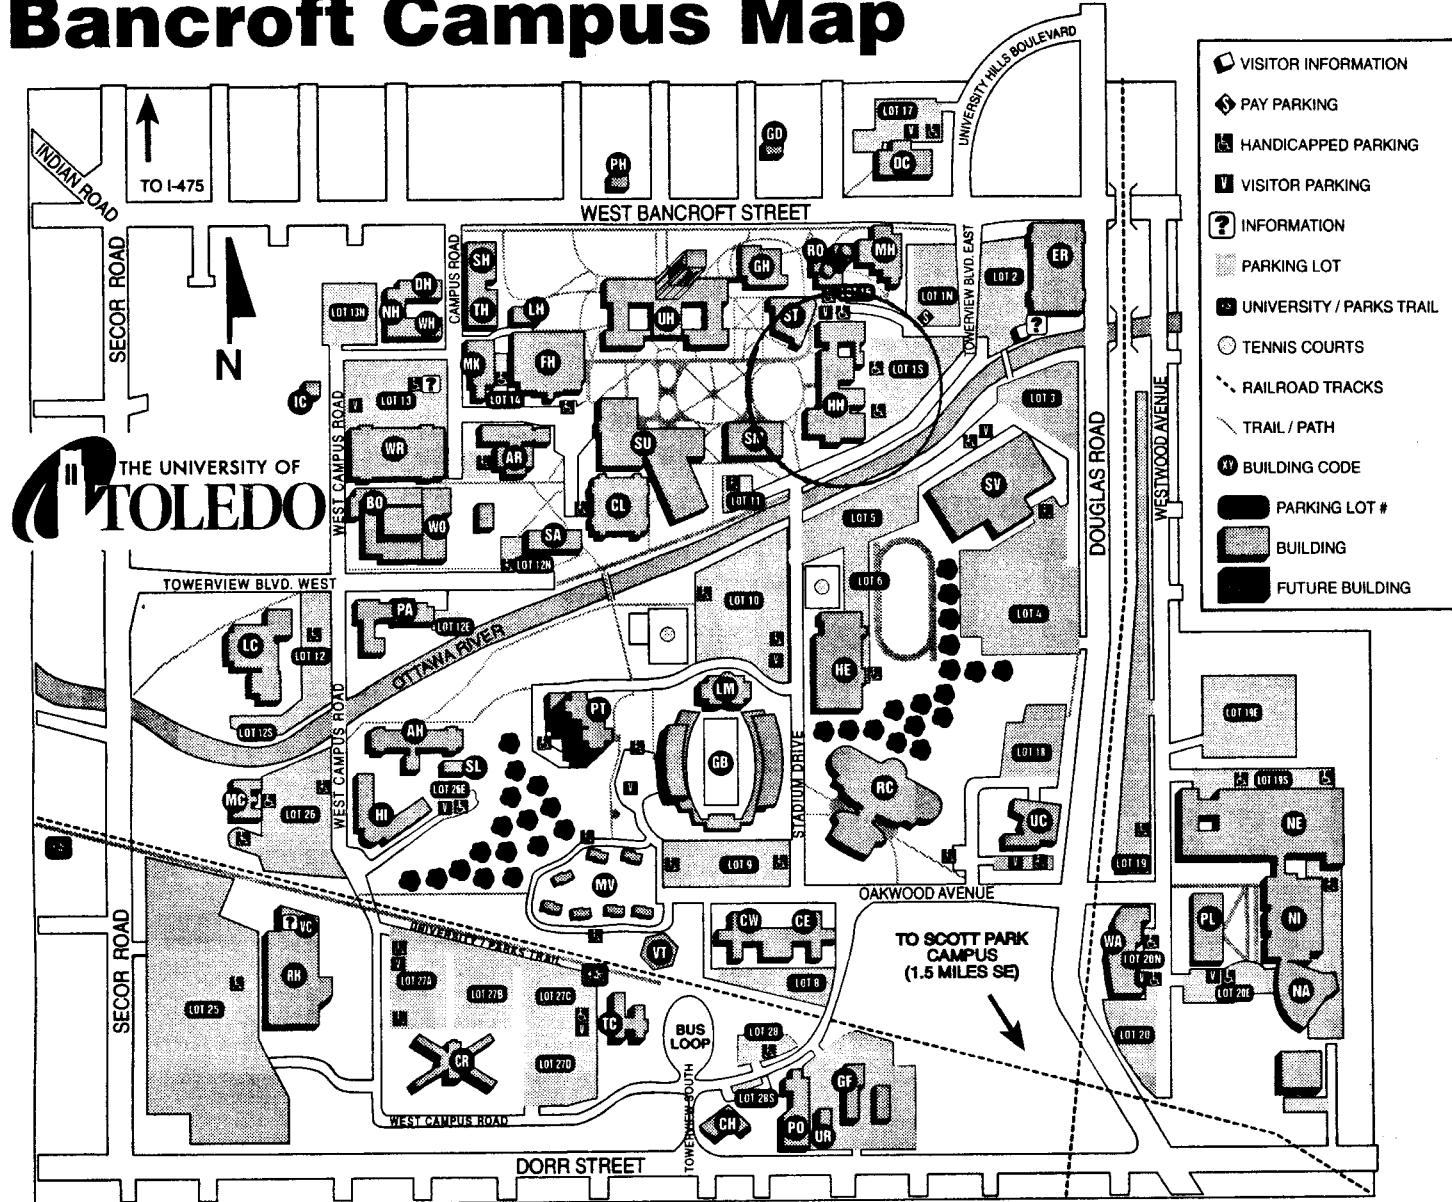 Bancroft Campus Map
UNIVERSITY HILLS BOULEVARD
VISITOR INFORMATION
PAY PARKING
HANDICAPPED PARKING
V VISITOR PARKING
? INFORMATION
PARKING LOT
UNIVERSITY / PARKS TRAIL
TENNIS COURTS
RAILROAD TRACKS
TRAIL / PATH
XY BUILDING CODE
PARKING LOT #
BUILDING
FUTURE BUILDING
INDIAN ROAD
TO I-475
PH
GD
LOT 17
V
DC
WEST BANCROFT STREET
SECOR ROAD
N
CAMPUS ROAD
SH
TH
LH
DH
NH
WH
LOT 13N
UH
GH
RO
MH
ST
LOT 1N
LOT 2
ER
TOWERVIEW BLVD. EAST
?
IC
LOT 13
V
?
MK
FH
LOT 14
V
LOT 1S
HN
LOT 3
WESTWOOD AVENUE
DOUGLAS ROAD
WEST CAMPUS ROAD
WR
AR
SU
SM
V
SV
THE UNIVERSITY OF
TOLEDO
BO
WO
CL
LOT 11
LOT 5
SA
LOT 12N
TOWERVIEW BLVD. WEST
PA
LOT 12E
LOT 10
LOT 6
LOT 4
LC
LOT 12
OTTAWA RIVER
V
HE
LOT 12S
WEST CAMPUS ROAD
AH
PT
LM
GB
STADIUM DRIVE
LOT 18
LOT 19E
SL
LOT 26E
V
MC
LOT 26
HI
V
RC
UC
V
LOT 19S
NE
LOT 19
LOT 9
MV
OAKWOOD AVENUE
SECOR ROAD
?
VC
RH
LOT 25
UNIVERSITY / PARKS TRAIL
VT
CW
CE
LOT 8
TO SCOTT PARK
CAMPUS
(1.5 MILES SE)
WA
LOT 20N
V
PL
NI
V
LOT 20E
NA
LOT 20
LOT 27A
LOT 27B
LOT 27C
LOT 27D
TC
CR
BUS
LOOP
LOT 28
LOT 28S
GF
CH
PO
UR
WEST CAMPUS ROAD
TOWERVIEW SOUTH
DORR STREET